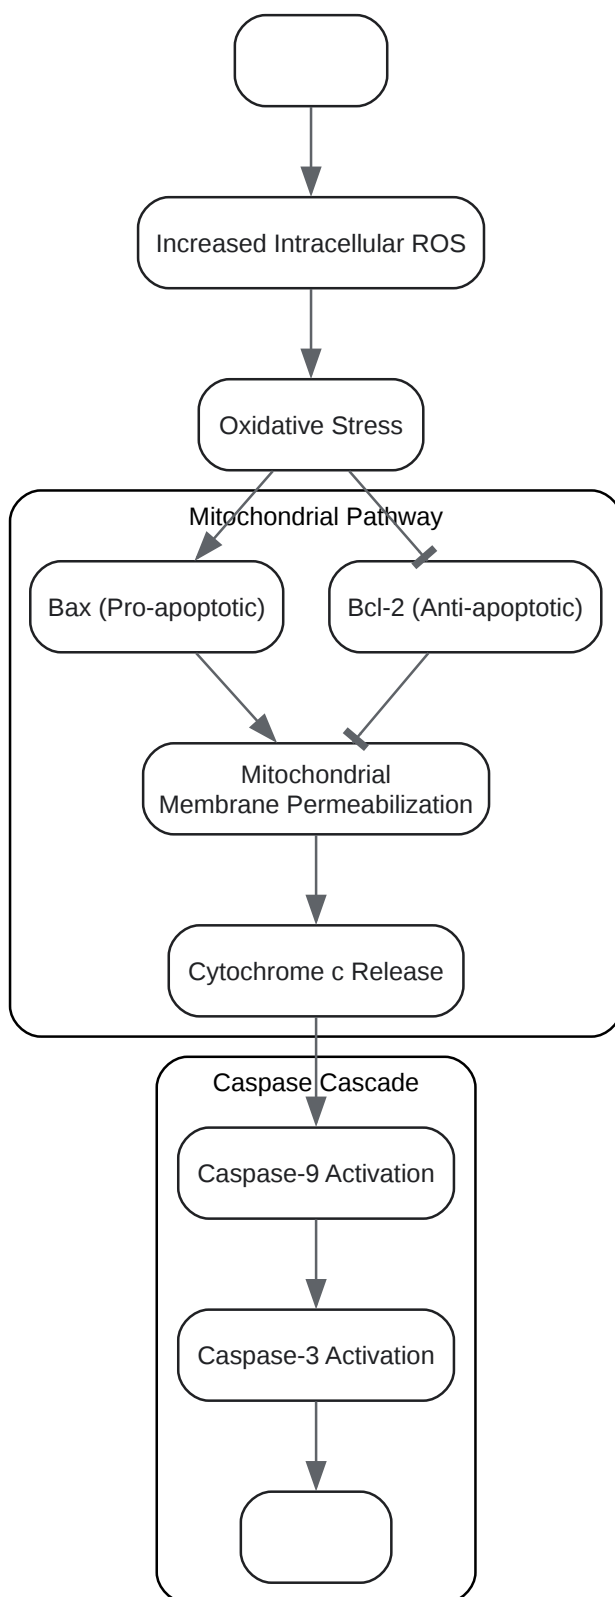 Increased Intracellular ROS
Oxidative Stress
Mitochondrial Pathway
Bax (Pro-apoptotic)
Bcl-2 (Anti-apoptotic)
Mitochondrial
Membrane Permeabilization
Cytochrome c Release
Caspase Cascade
Caspase-9 Activation
Caspase-3 Activation